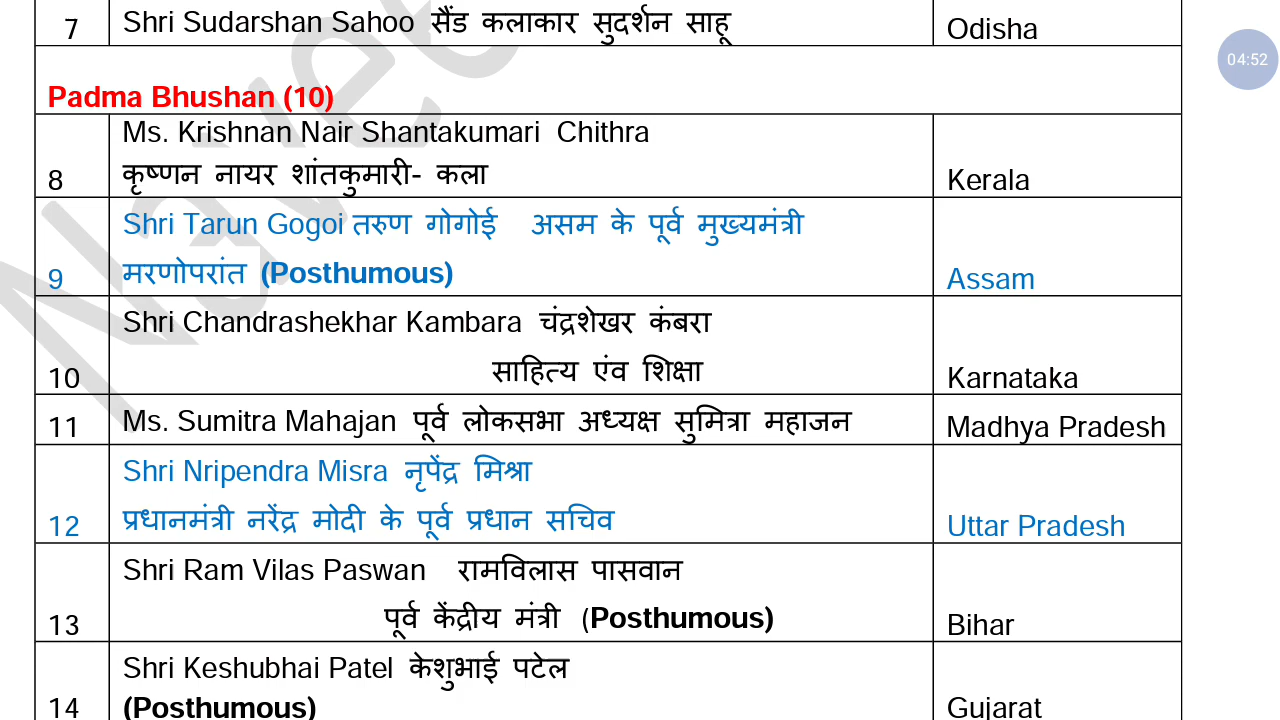 7 Shri Sudarshan Sahoo सैंड कलाकार सुदर्शन साहू Odisha
04:52
Padma Bhushan (10)
Ms. Krishnan Nair Shantakumari Chithra
8 कृष्णन नायर शांतकुमारी- कला Kerala
Shri Tarun Gogoi तरुण गोगोई असम के पूर्व मुख्यमंत्री
9 मरणोपरांत (Posthumous) Assam
Shri Chandrashekhar Kambara चंद्रशेखर कंबरा
साहित्य एंव शिक्षा
10 Karnataka
11 Ms. Sumitra Mahajan पूर्व लोकसभा अध्यक्ष सुमित्रा महाजन Madhya Pradesh
Shri Nripendra Misra नृपेंद्र मिश्रा
12 प्रधानमंत्री नरेंद्र मोदी के पूर्व प्रधान सचिव Uttar Pradesh
Shri Ram Vilas Paswan रामविलास पासवान
13 पूर्व केंद्रीय मंत्री (Posthumous) Bihar
Shri Keshubhai Patel केशुभाई पटेल
14 (Posthumous) Gujarat